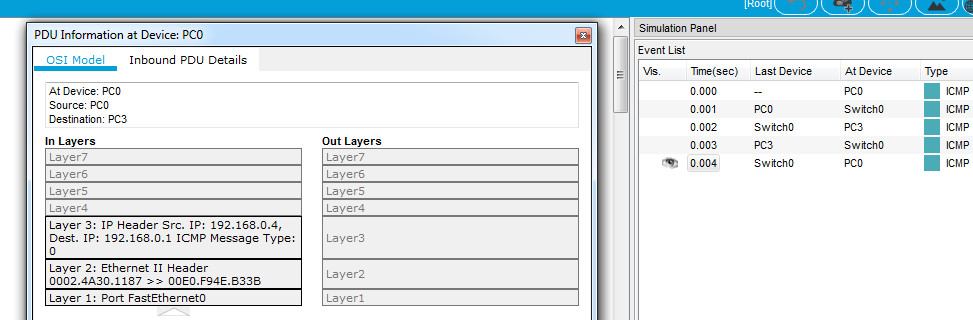 [Root]
PDU Information at Device: PC0
OSI Model Inbound PDU Details
At Device: PC0
Source: PC0
Destination: PC3
In Layers Out Layers
Layer7 Layer7
Layer6 Layer6
Layer5 Layer5
Layer4 Layer4
Layer 3: IP Header Src. IP: 192.168.0.4,
Dest. IP: 192.168.0.1 ICMP Message Type:
0
Layer3
Layer 2: Ethernet II Header
0002.4A30.1187 >> 00E0.F94E.B33B
Layer2
Layer 1: Port FastEthernet0 Layer1
Simulation Panel
Event List
Vis. Time(sec) Last Device At Device Type
0.000 -- PC0 ICMP
0.001 PC0 Switch0 ICMP
0.002 Switch0 PC3 ICMP
0.003 PC3 Switch0 ICMP
0.004 Switch0 PC0 ICMP